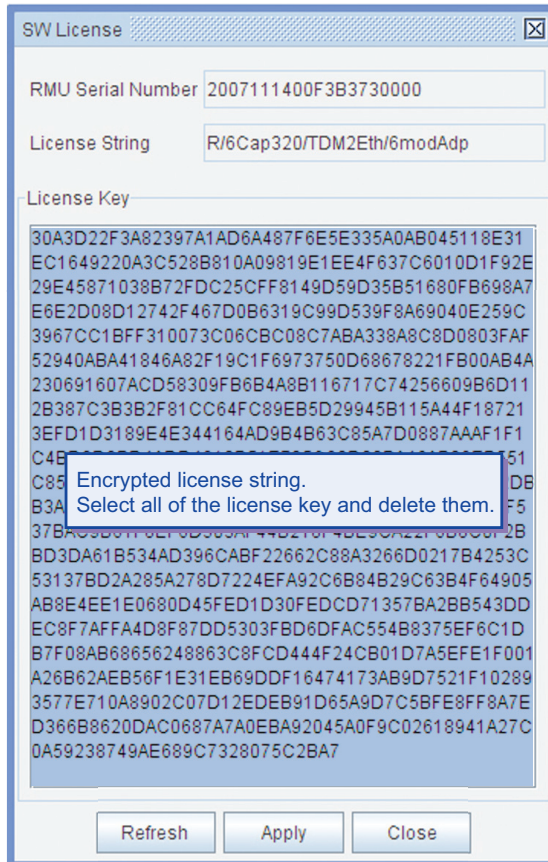 SW License
RMU Serial Number 2007111400F3B3730000
License String R/6Cap320/TDM2Eth/6modAdp
License Key
30A3D22F3A82397A1AD6A487F6E5E335A0AB045118E31
EC1649220A3C528B810A09819E1EE4F637C6010D1F92E
29E45871038B72FDC25CFF8149D59D35B51680FB698A7
E6E2D08D12742F467D0B6319C99D539F8A69040E259C
3967CC1BFF310073C06CBC08C7ABA338A8C8D0803FAF
52940ABA41846A82F19C1F6973750D68678221FB00AB4A
230691607ACD58309FB6B4A8B116717C74256609B6D11
2B387C3B3B2F81CC64FC89EB5D29945B115A44F18721
3EFD1D3189E4E344164AD9B4B63C85A7D0887AAAF1F1
Encrypted license string.
Select all of the license key and delete them.
BD3DA61B534AD396CABF22662C88A3266D0217B4253C
53137BD2A285A278D7224EFA92C6B84B29C63B4F64905
AB8E4EE1E0680D45FED1D30FEDCD71357BA2BB543DD
EC8F7AFFA4D8F87DD5303FBD6DFAC554B8375EF6C1D
B7F08AB68656248863C8FCD444F24CB01D7A5EFE1F001
A26B62AEB56F1E31EB69DDF16474173AB9D7521F10289
3577E710A8902C07D12EDEB91D65A9D7C5BFE8FF8A7E
D366B8620DAC0687A7A0EBA92045A0F9C02618941A27C
0A59238749AE689C7328075C2BA7
Refresh Apply Close